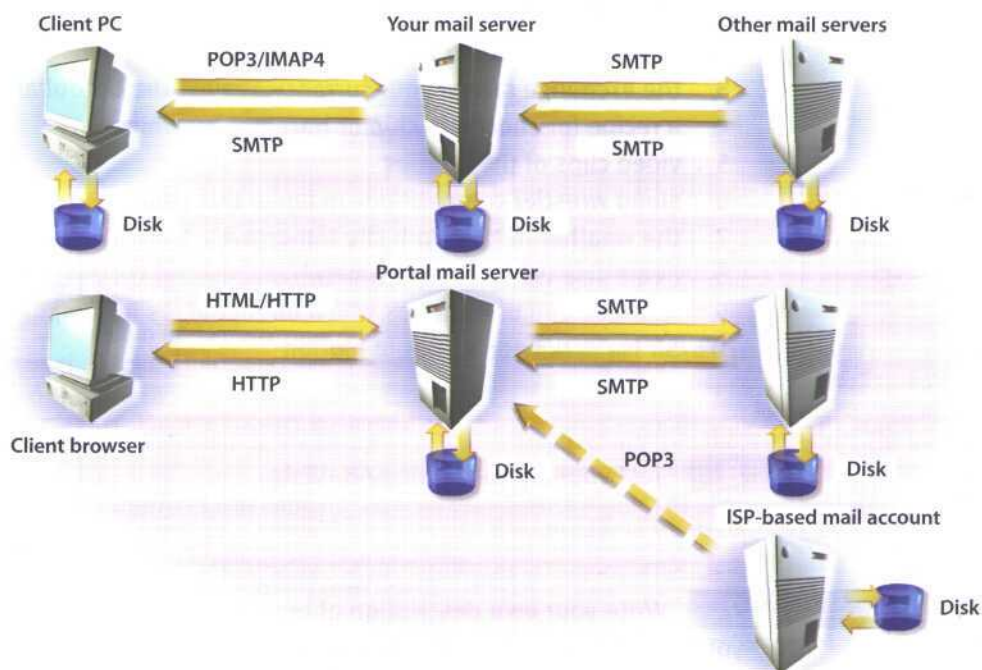 Client PC
Your mail server
Other mail servers
POP3/IMAP4
SMTP
SMTP
SMTP
Disk
Disk
Disk
Portal mail server
HTML/HTTP
SMTP
HTTP
SMTP
Client browser
Disk
POP3
Disk
ISP-based mail account
Disk